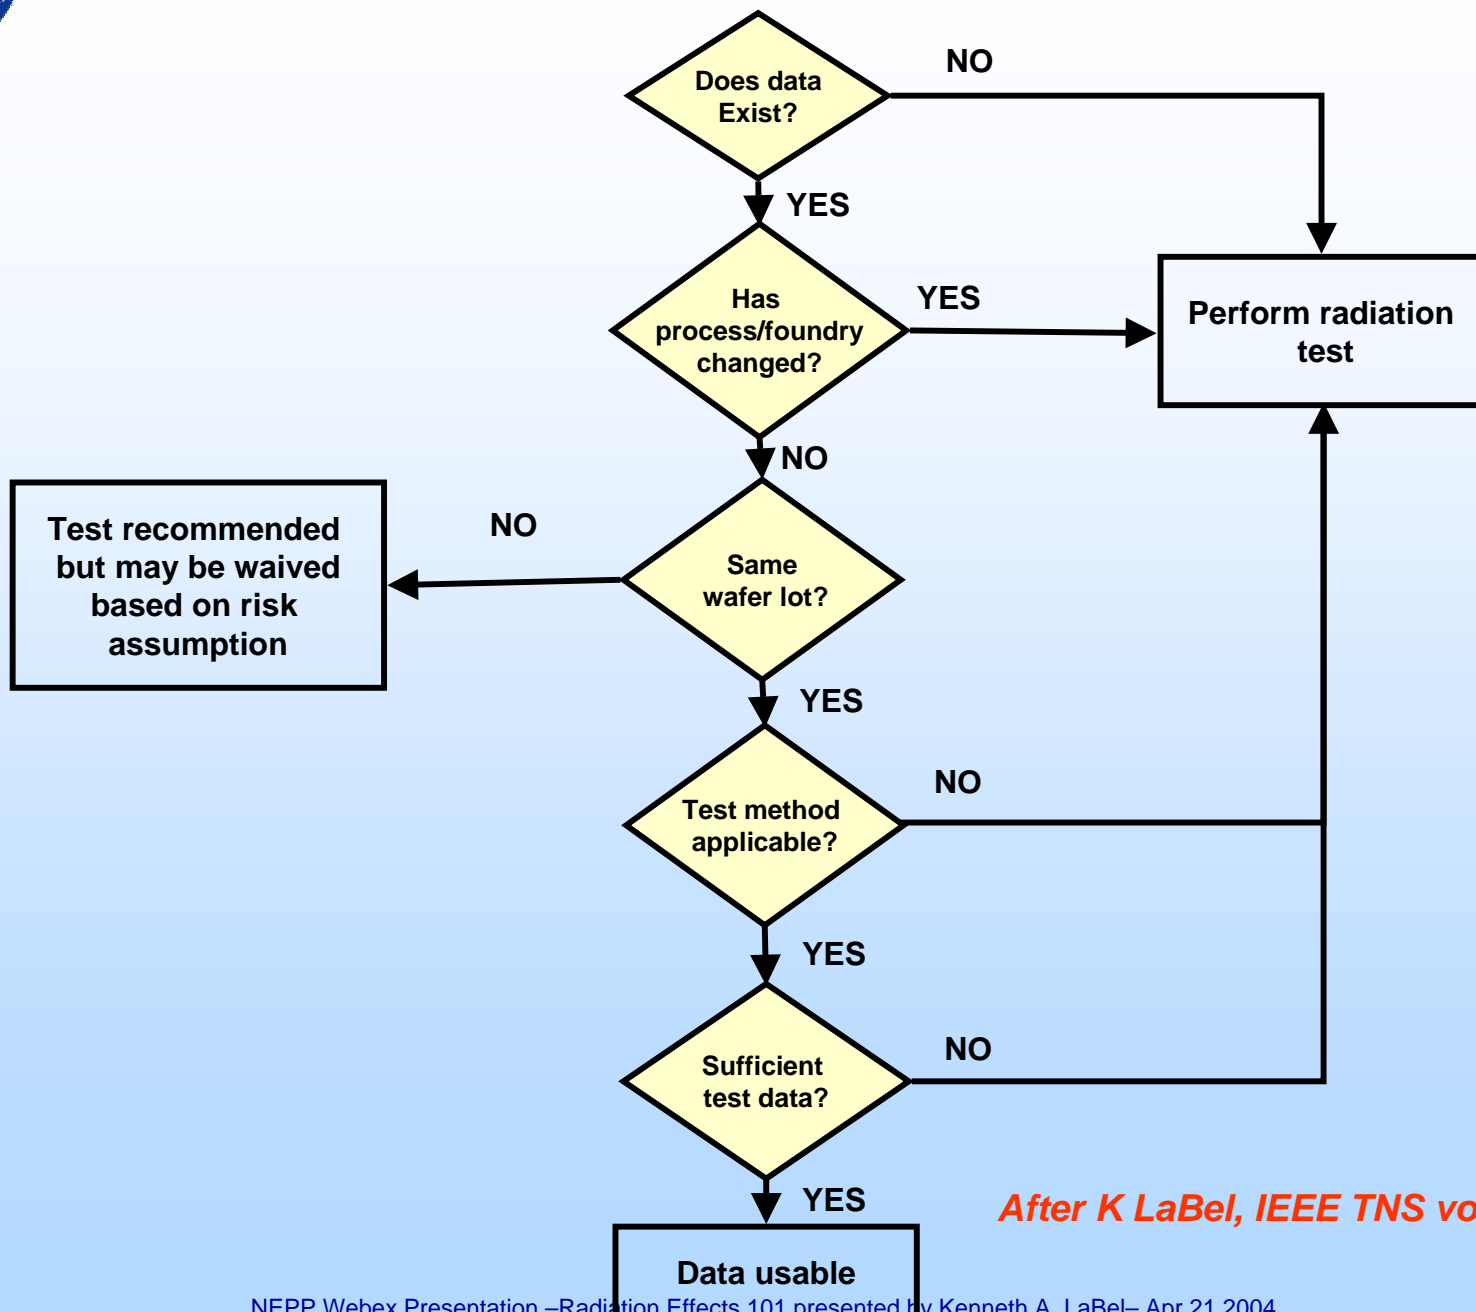 NO
Does data
Exist?
YES
Has
process/foundry
changed?
YES
Perform radiation
test
NO
Test recommended
but may be waived
based on risk
assumption
NO
Same
wafer lot?
YES
Test method
applicable?
NO
YES
Sufficient
test data?
NO
YES
After K LaBel, IEEE TNS
Data usable
NEPP Webex Presentation –Radiation Effects 101 presented by Kenneth A. LaBel– Apr 21 2004